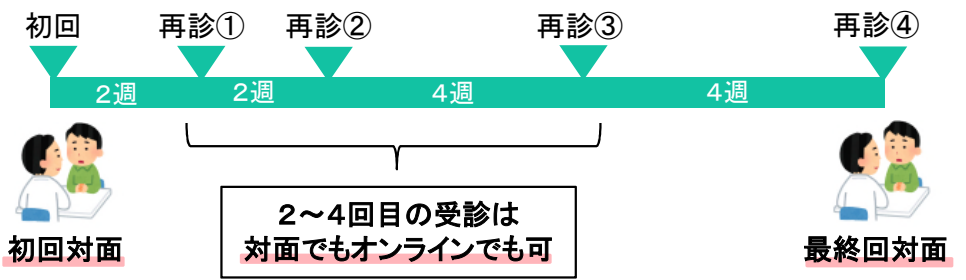 初回
再診①
再診②
再診③
再診④
2週
2週
4週
4週
2～4回目の受診は
対面でもオンラインでも可
初回対面
最終回対面